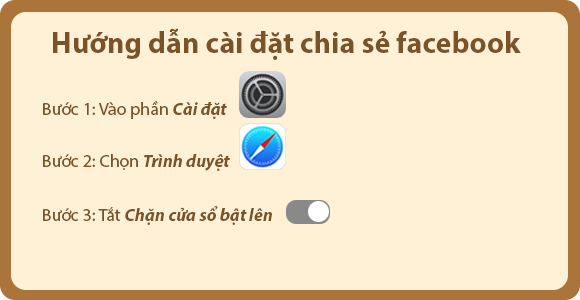 Hướng dẫn cài đặt chia sẻ facebook
Bước 1: Vào phần Cài đặt
Bước 2: Chọn Trình duyệt
Bước 3: Tắt Chặn cửa sổ bật lên